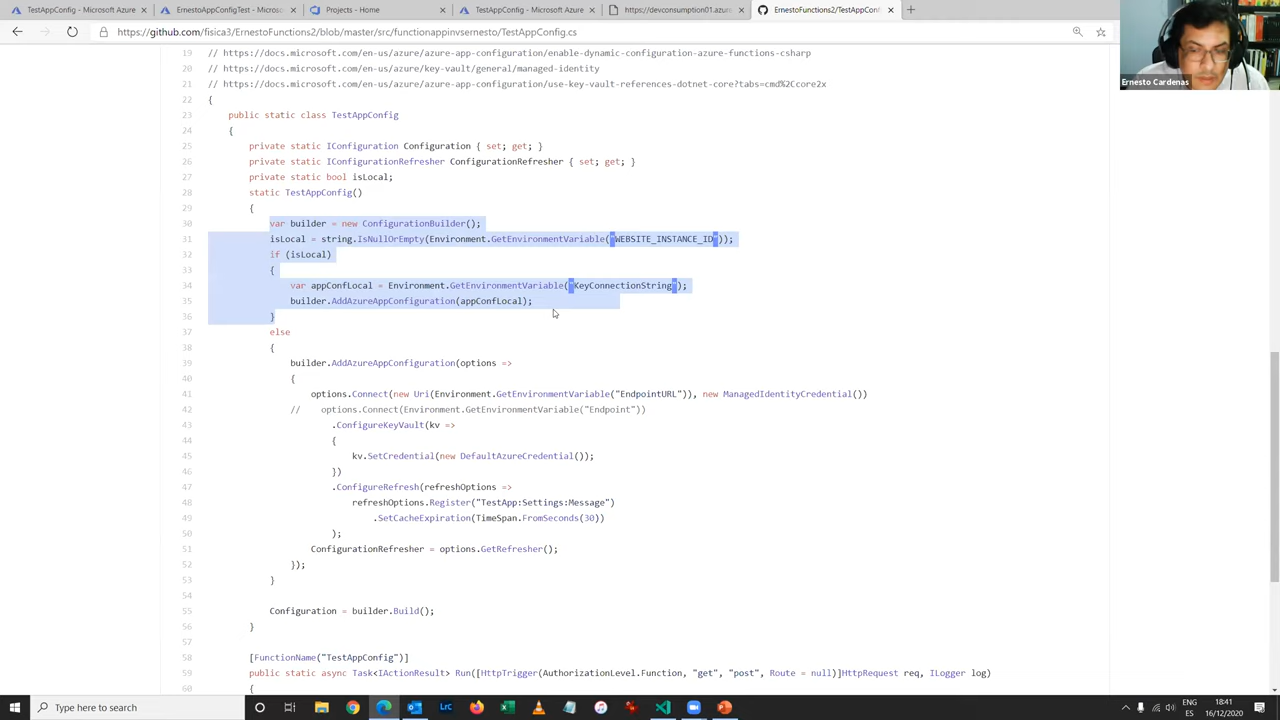 TestAppConfig - Microsoft Azure
ErnestoAppConfigTest - Microsoft
Projects - Home
TestAppConfig - Microsoft Azure
https://devconsumption01.azure
ErnestoFunctions2/TestAppConf
https://github.com/fisica3/ErnestoFunctions2/blob/master/src/functionappinvsernesto/TestAppConfig.cs
Ernesto Cardenas
19 // https://docs.microsoft.com/en-us/azure/azure-app-configuration/enable-dynamic-configuration-azure-functions-csharp
20 // https://docs.microsoft.com/en-us/azure/key-vault/general/managed-identity
21 // https://docs.microsoft.com/en-us/azure/azure-app-configuration/use-key-vault-references-dotnet-core?tabs=cmd%2Ccore2x
22 {
23 public static class TestAppConfig
24 {
25 private static IConfiguration Configuration { set; get; }
26 private static IConfigurationRefresher ConfigurationRefresher { set; get; }
27 private static bool isLocal;
28 static TestAppConfig()
29 {
30 var builder = new ConfigurationBuilder();
31 isLocal = string.IsNullOrEmpty(Environment.GetEnvironmentVariable("WEBSITE_INSTANCE_ID"));
32 if (isLocal)
33 {
34 var appConfLocal = Environment.GetEnvironmentVariable("KeyConnectionString");
35 builder.AddAzureAppConfiguration(appConfLocal);
36 }
37 else
38 {
39 builder.AddAzureAppConfiguration(options =>
40 {
41 options.Connect(new Uri(Environment.GetEnvironmentVariable("EndpointURL")), new ManagedIdentityCredential())
42 // options.Connect(Environment.GetEnvironmentVariable("Endpoint"))
43 .ConfigureKeyVault(kv =>
44 {
45 kv.SetCredential(new DefaultAzureCredential());
46 })
47 .ConfigureRefresh(refreshOptions =>
48 refreshOptions.Register("TestApp:Settings:Message")
49 .SetCacheExpiration(TimeSpan.FromSeconds(30))
50 );
51 ConfigurationRefresher = options.GetRefresher();
52 });
53 }
54
55 Configuration = builder.Build();
56 }
57
58 [FunctionName("TestAppConfig")]
59 public static async Task<IActionResult> Run([HttpTrigger(AuthorizationLevel.Function, "get", "post", Route = null)]HttpRequest req, ILogger log)
60 {
Type here to search
ENG
ES
18:41
16/12/2020